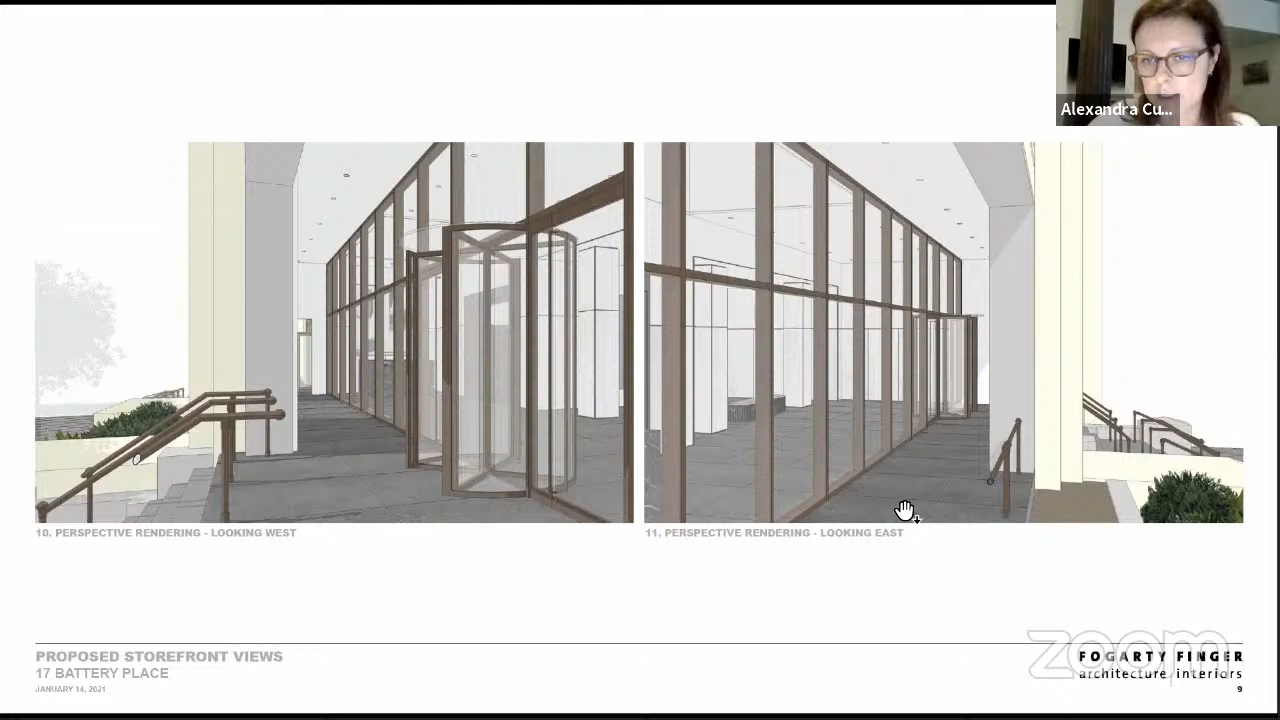 Alexandra Cu...
10. PERSPECTIVE RENDERING - LOOKING WEST
11. PERSPECTIVE RENDERING - LOOKING EAST
PROPOSED STOREFRONT VIEWS
17 BATTERY PLACE
JANUARY 14, 2021
zoom
FOGARTY FINGER
architecture interiors
9